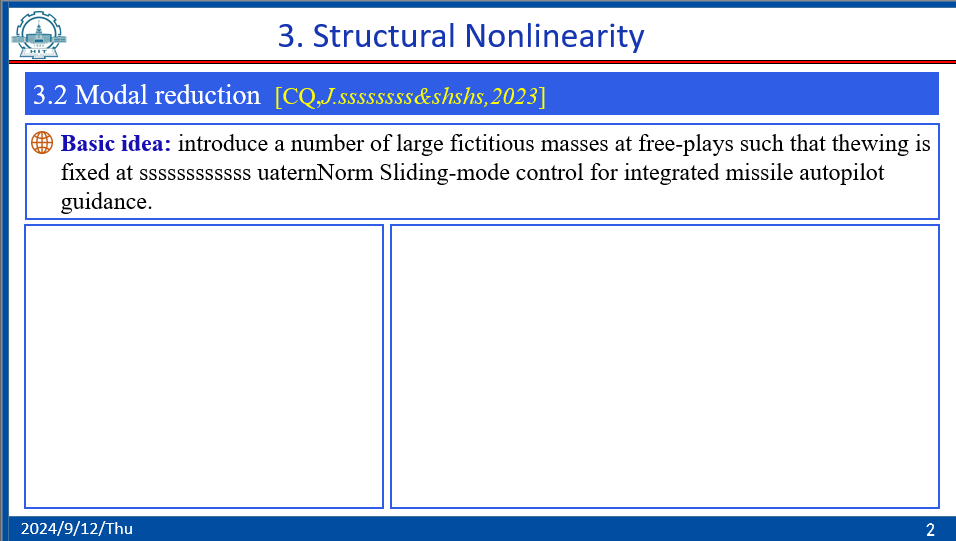 HIT
3. Structural Nonlinearity
3.2 Modal reduction [CQ,J.ssssssss&shshs,2023]
Basic idea: introduce a number of large fictitious masses at free-plays such that thewing is
fixed at ssssssssssss uaternNorm Sliding-mode control for integrated missile autopilot
guidance.
2024/9/12/Thu
2